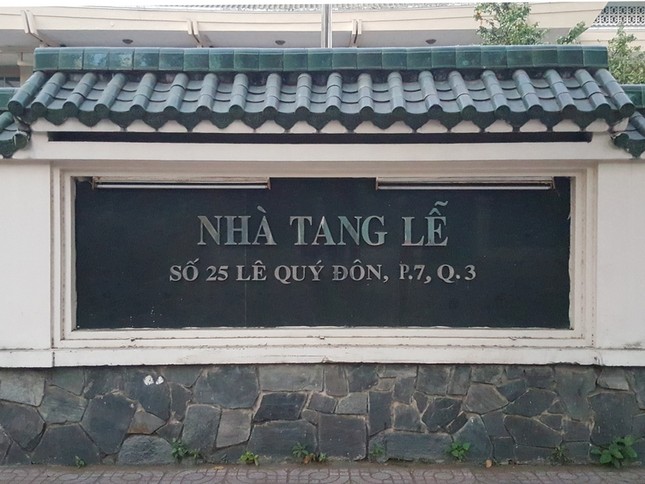 NHÀ TANG LỄ
SỐ 25 LÊ QUÝ ĐÔN, P.7, Q.3